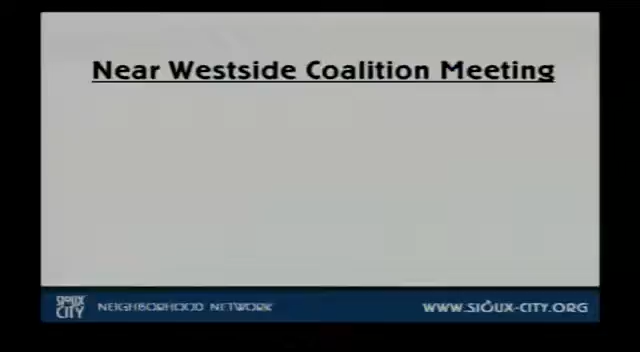 Near Westside Coalition Meeting
SIOUX CITY
NEIGHBORHOOD NETWORK
WWW.SIOUX-CITY.ORG